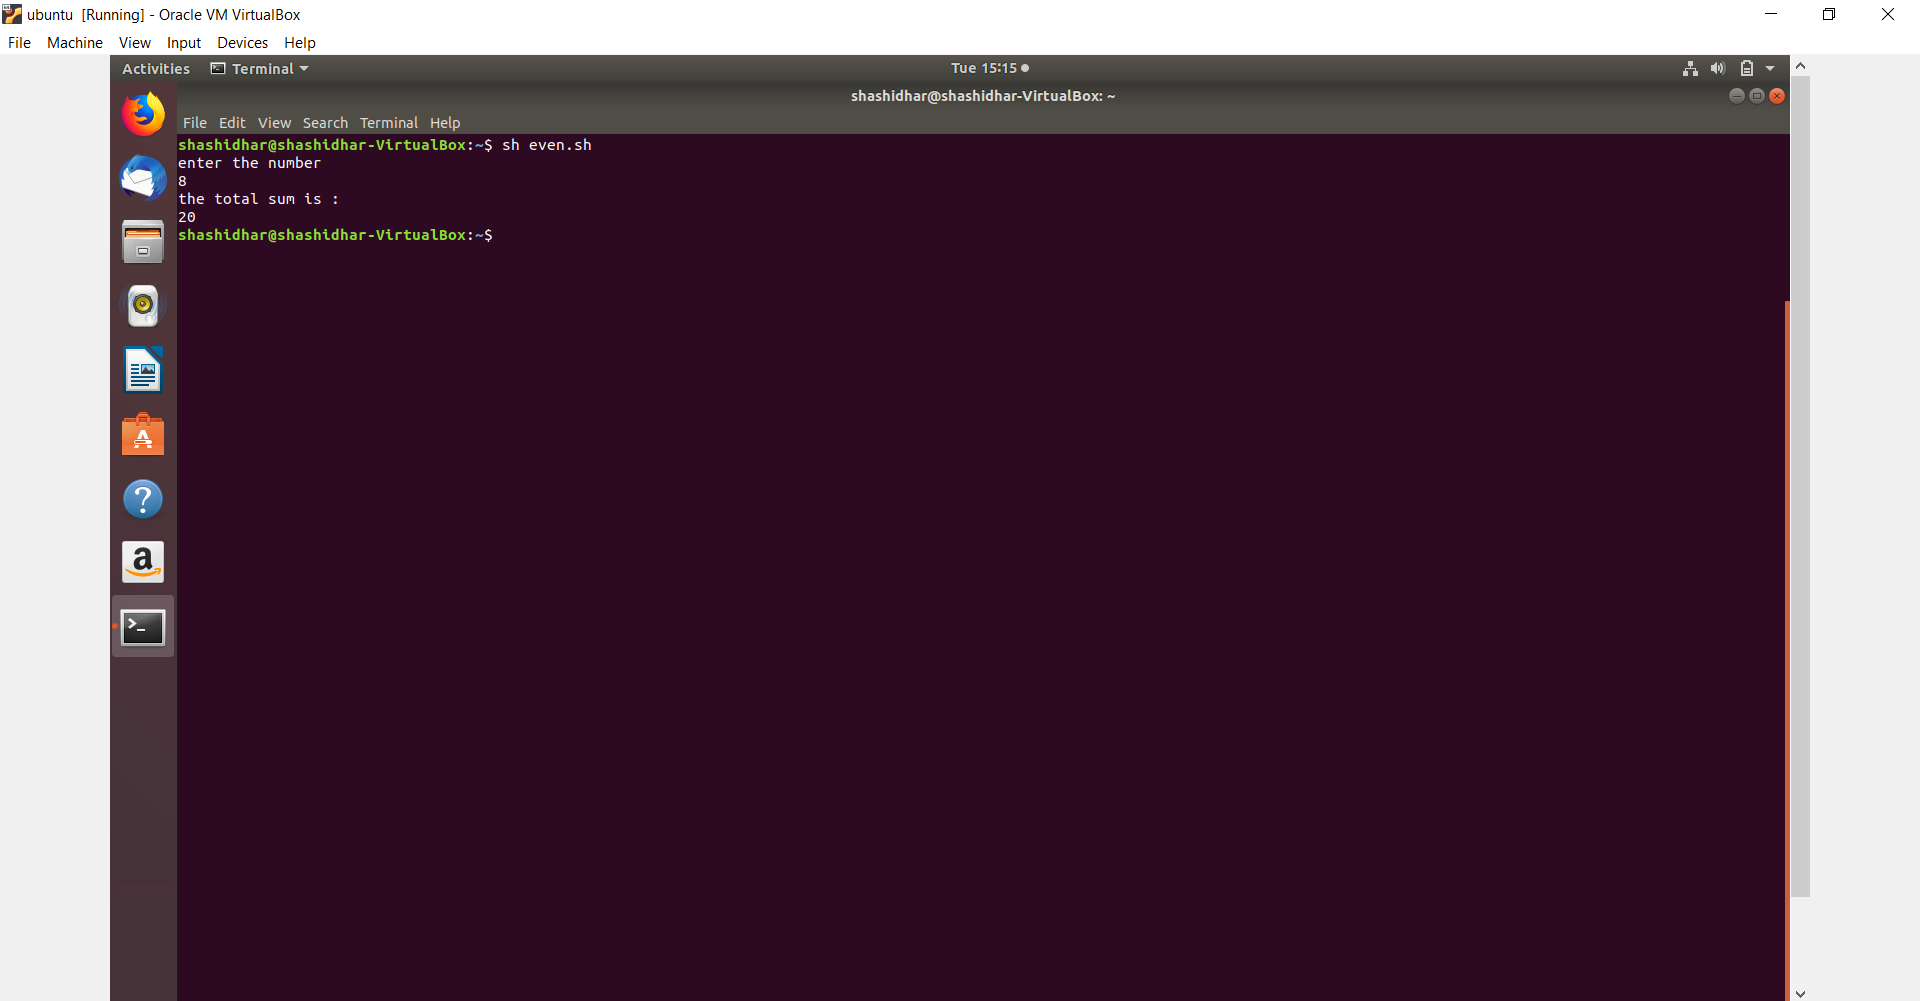 ubuntu [Running] - Oracle VM VirtualBox
File Machine View Input Devices Help
Activities Terminal Tue 15:15
shashidhar@shashidhar-VirtualBox: ~
File Edit View Search Terminal Help
shashidhar@shashidhar-VirtualBox:~$ sh even.sh
enter the number
8
the total sum is :
20
shashidhar@shashidhar-VirtualBox:~$